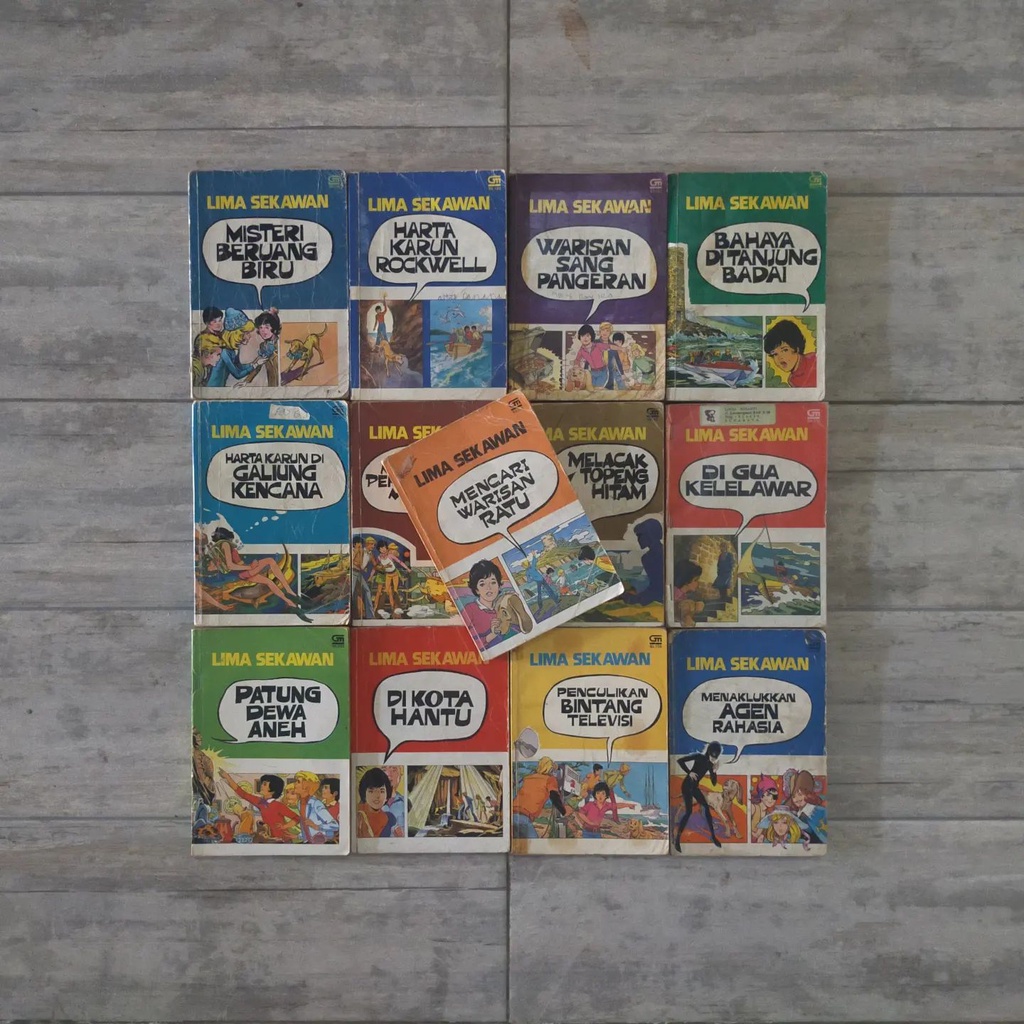 LIMA SEKAWAN
MISTERI
BERUANG
BIRU
LIMA SEKAWAN
HARTA
KARUN
ROCKWELL
LIMA SEKAWAN
WARISAN
SANG
PANGERAN
LIMA SEKAWAN
BAHAYA
DI TANJUNG
BADAI
LIMA SEKAWAN
HARTA KARUN DI
GALIUNG
KENCANA
LIMA SEK
LIMA SEKAWAN
MENCARI
WARISAN
RATU
SEKAWAN
MELACAK
TOPENG
HITAM
LIMA SEKAWAN
DI GUA
KELELAWAR
LIMA SEKAWAN
PATUNG
DEWA
ANEH
LIMA SEKAWAN
DI KOTA
HANTU
LIMA SEKAWAN
PENCULIKAN
BINTANG
TELEVISI
LIMA SEKAWAN
MENAKLUKKAN
AGEN
RAHASIA